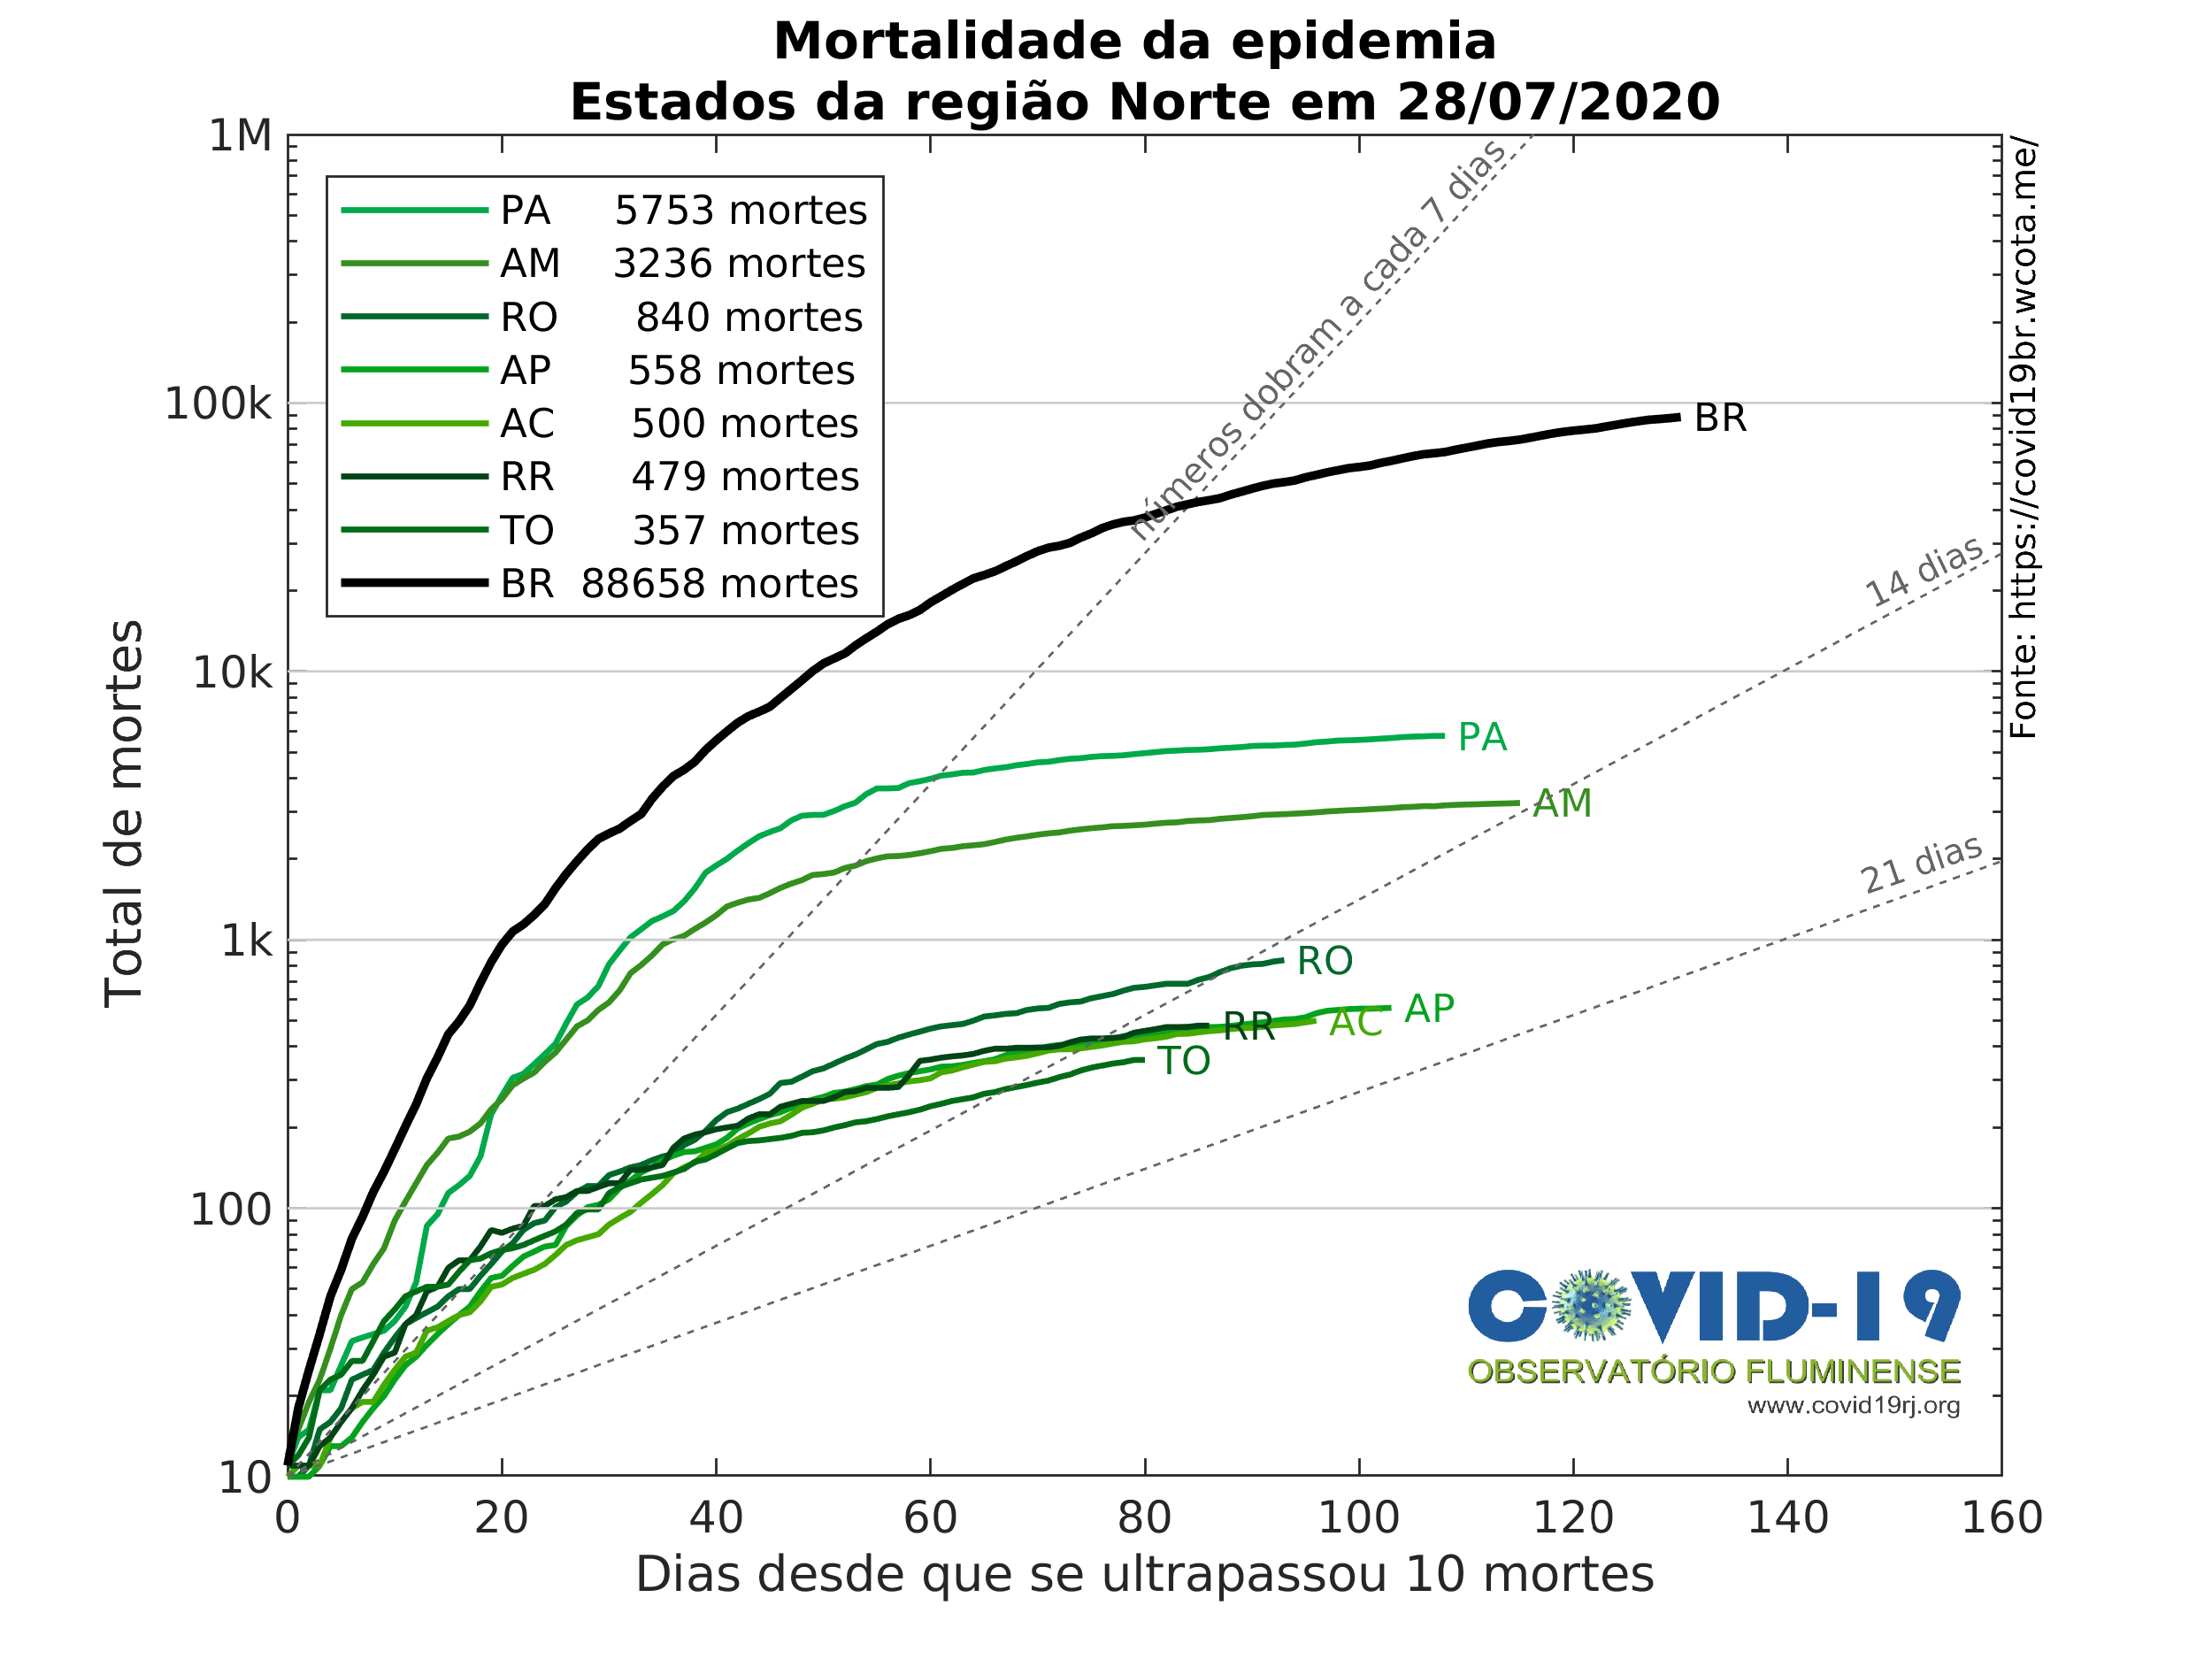 Mortalidade da epidemia
Estados da região Norte em 28/07/2020
1M
100k
10k
1k
100
10
Total de mortes
PA 5753 mortes
AM 3236 mortes
RO 840 mortes
AP 558 mortes
AC 500 mortes
RR 479 mortes
TO 357 mortes
BR 88658 mortes
números dobram a cada 7 dias
14 dias
21 dias
BR
PA
AM
RO
AP
AC
RR
TO
Fonte: https://covid19br.wcota.me/
COVID-19
OBSERVATÓRIO FLUMINENSE
www.covid19rj.org
0 20 40 60 80 100 120 140 160
Dias desde que se ultrapassou 10 mortes